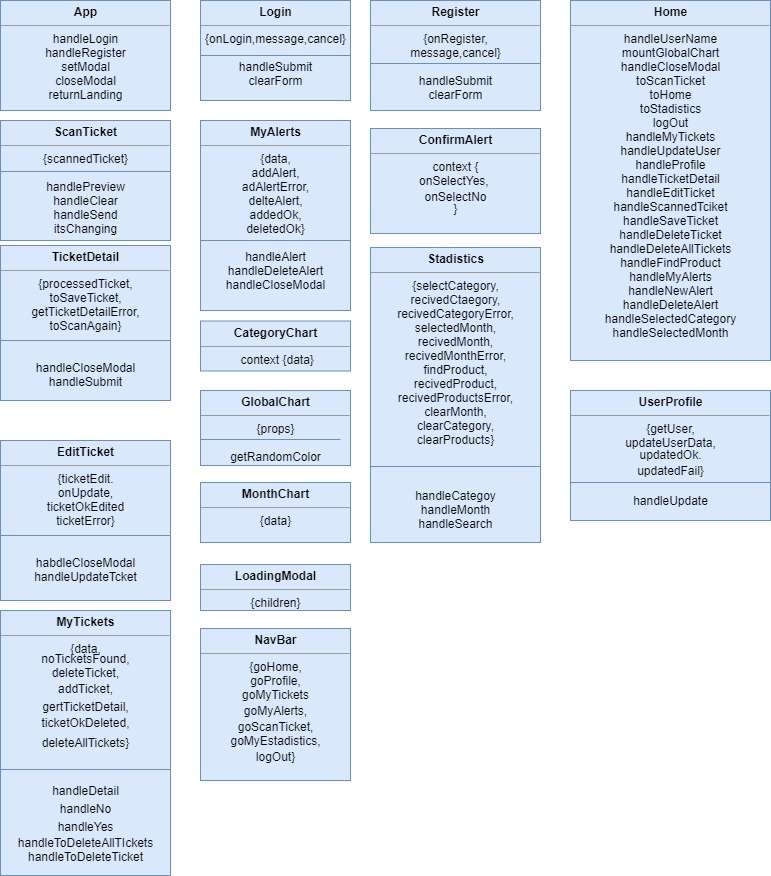 App
handleLogin
handleRegister
setModal
closeModal
returnLanding
Login
{onLogin,message,cancel}
handleSubmit
clearForm
Register
{onRegister,
message,cancel}
handleSubmit
clearForm
Home
handleUserName
mountGlobalChart
handleCloseModal
toScanTicket
toHome
toStadistics
logOut
handleMyTickets
handleUpdateUser
handleProfile
handleTicketDetail
handleEditTicket
handleScannedTciket
handleSaveTicket
handleDeleteTicket
handleDeleteAllTickets
handleFindProduct
handleMyAlerts
handleNewAlert
handleDeleteAlert
handleSelectedCategory
handleSelectedMonth
ScanTicket
{scannedTicket}
handlePreview
handleClear
handleSend
itsChanging
MyAlerts
{data,
addAlert,
adAlertError,
delteAlert,
addedOk,
deletedOk}
handleAlert
handleDeleteAlert
handleCloseModal
ConfirmAlert
context {
onSelectYes,
onSelectNo
}
TicketDetail
{processedTicket,
toSaveTicket,
getTicketDetailError,
toScanAgain}
handleCloseModal
handleSubmit
Stadistics
{selectCategory,
recivedCtaegory,
recivedCategoryError,
selectedMonth,
recivedMonth,
recivedMonthError,
findProduct,
recivedProduct,
recivedProductsError,
clearMonth,
clearCategory,
clearProducts}
handleCategoy
handleMonth
handleSearch
CategoryChart
context {data}
GlobalChart
{props}
getRandomColor
UserProfile
{getUser,
updateUserData,
updatedOk.
updatedFail}
handleUpdate
EditTicket
{ticketEdit.
onUpdate,
ticketOkEdited
ticketError}
habdleCloseModal
handleUpdateTcket
MonthChart
{data}
LoadingModal
{children}
MyTickets
{data,
noTicketsFound,
deleteTicket,
addTicket,
gertTicketDetail,
ticketOkDeleted,
deleteAllTickets}
handleDetail
handleNo
handleYes
handleToDeleteAllTIckets
handleToDeleteTicket
NavBar
{goHome,
goProfile,
goMyTickets
goMyAlerts,
goScanTicket,
goMyEstadistics,
logOut}